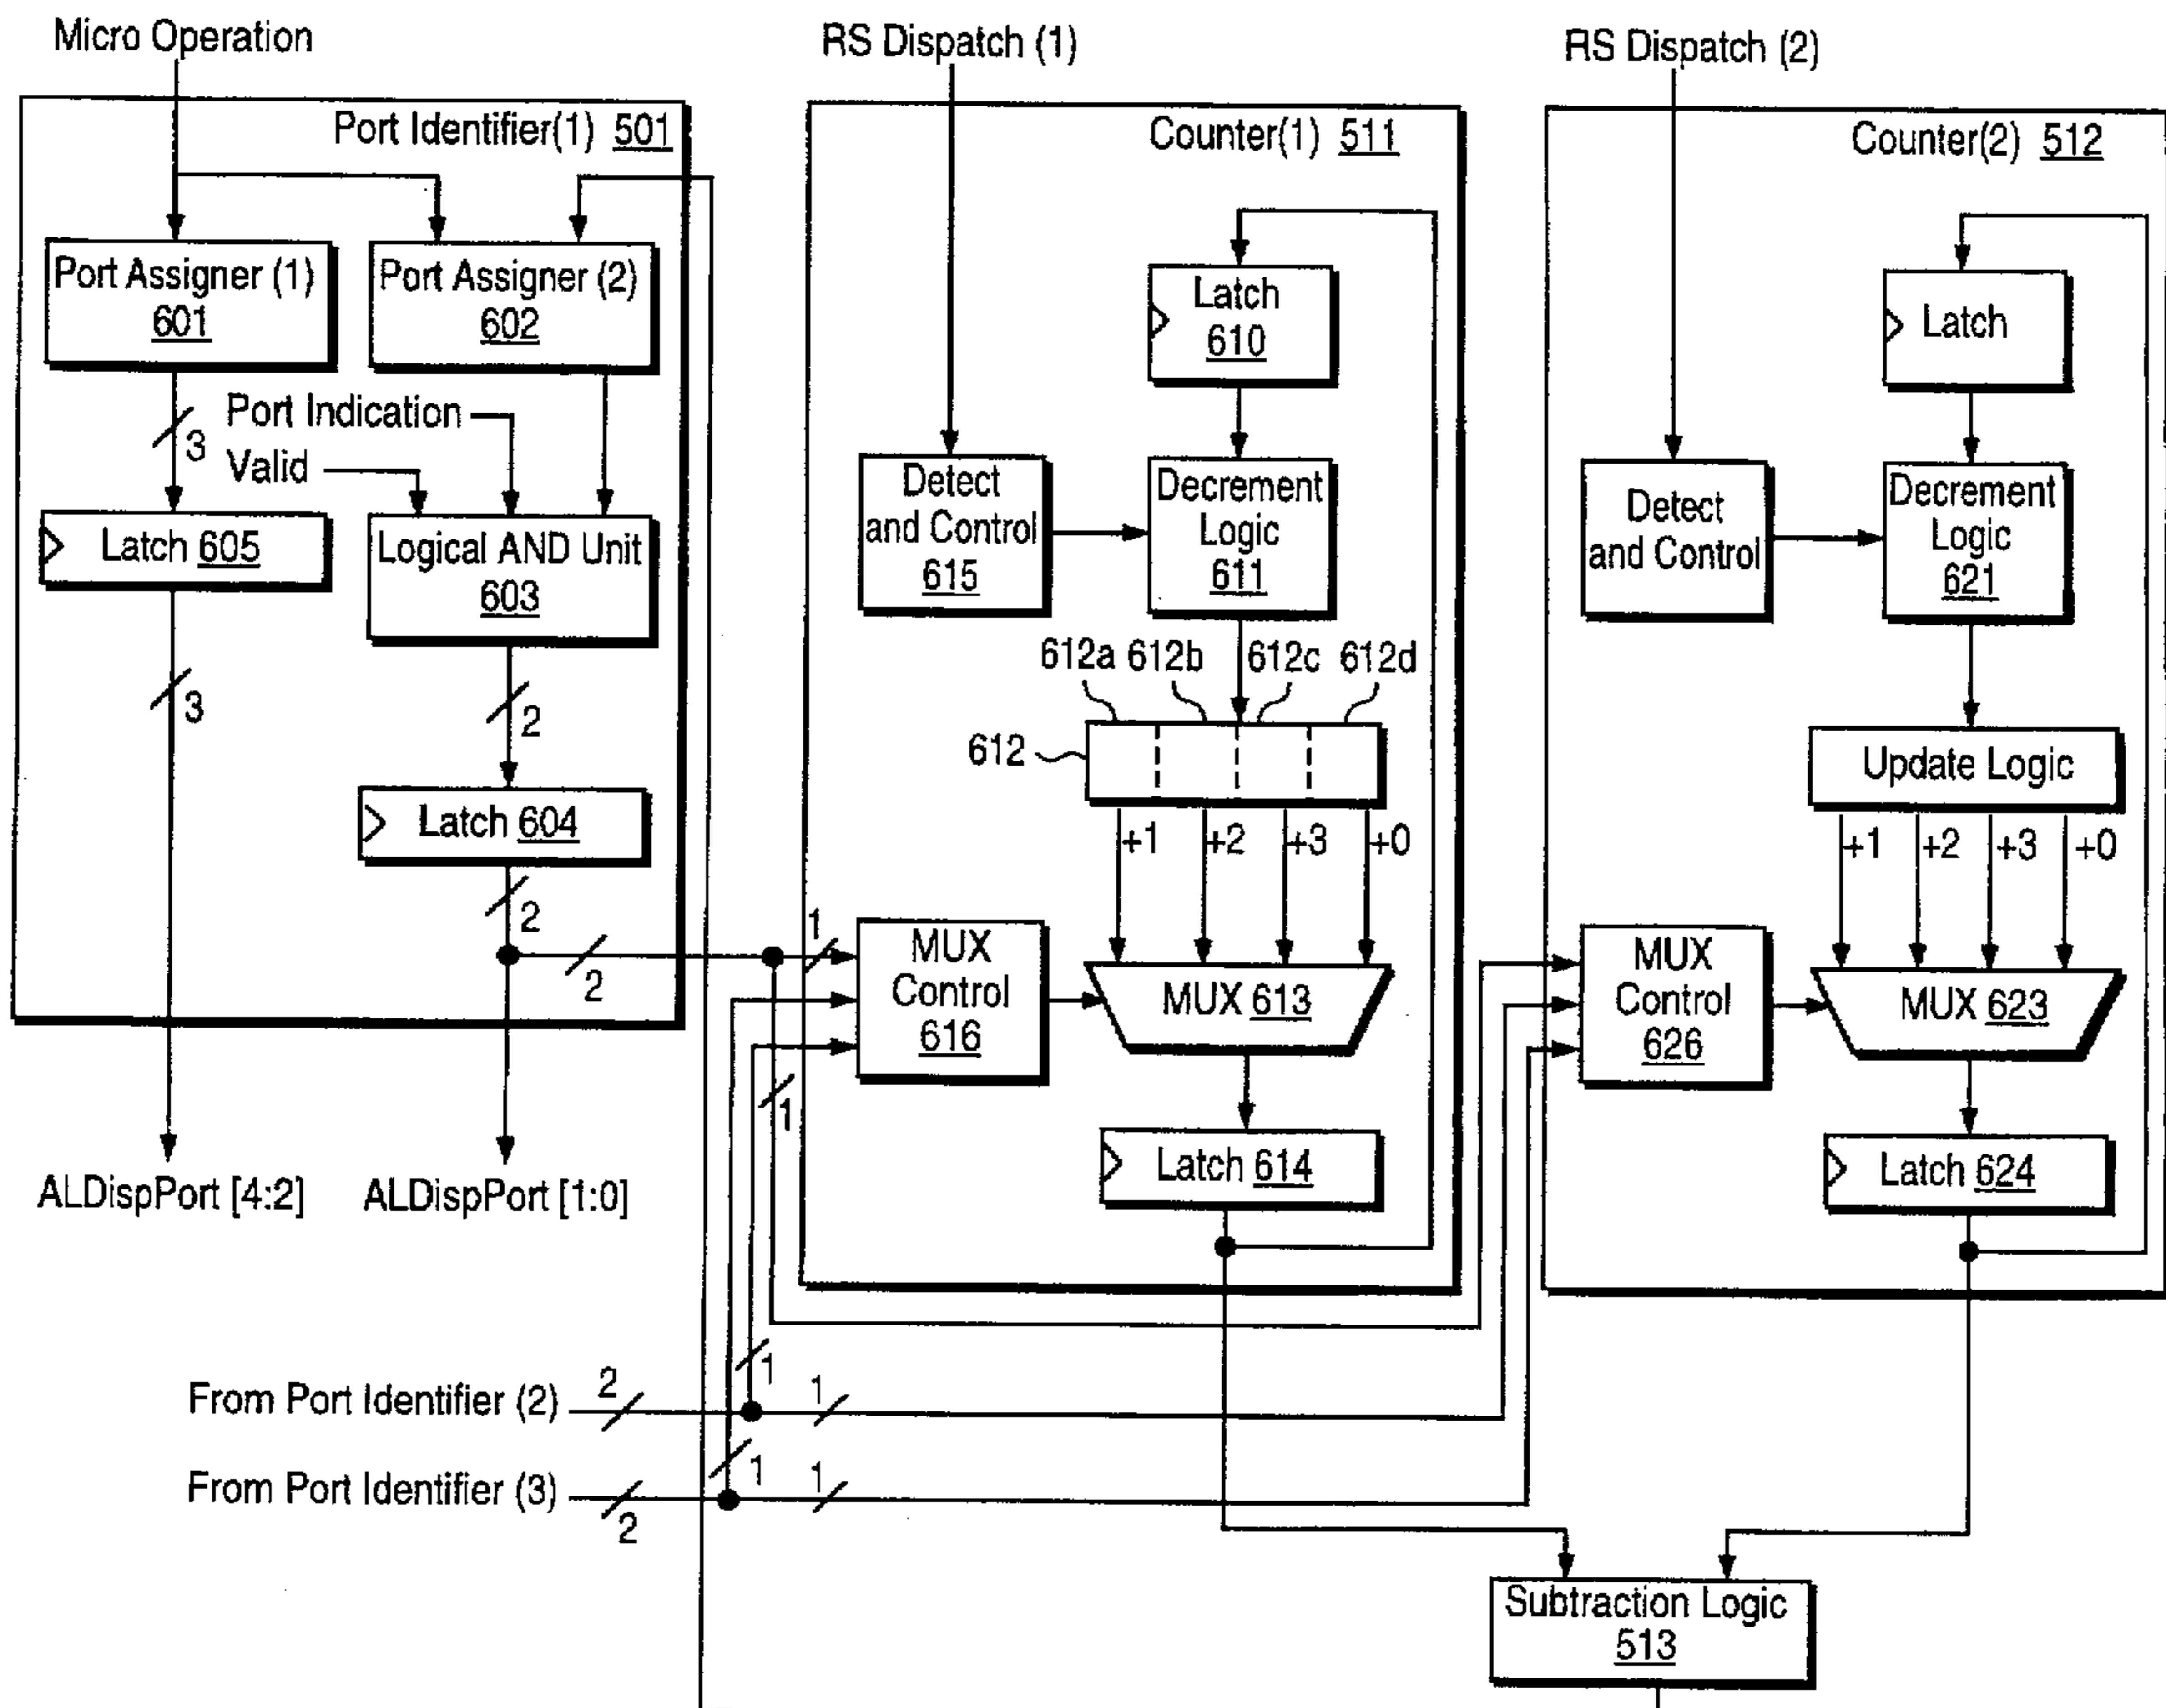 Micro Operation
RS Dispatch (1)
RS Dispatch (2)
Port Identifier(1) 501
Port Assigner (1)
601
Port Assigner (2)
602
3
Port Indication
Valid
Latch 605
Logical AND Unit
603
3
2
Latch 604
2
2
ALDispPort [4:2]
ALDispPort [1:0]
Counter(1) 511
Latch
610
Detect
and Control
615
Decrement
Logic
611
612a 612b 612c 612d
612
+1 +2 +3 +0
1
MUX
Control
616
MUX 613
1
Latch 614
Counter(2) 512
Latch
Detect
and Control
Decrement
Logic
621
Update Logic
+1 +2 +3 +0
MUX
Control
626
MUX 623
Latch 624
From Port Identifier (2)
2
1
1
From Port Identifier (3)
2
1
1
Subtraction Logic
513